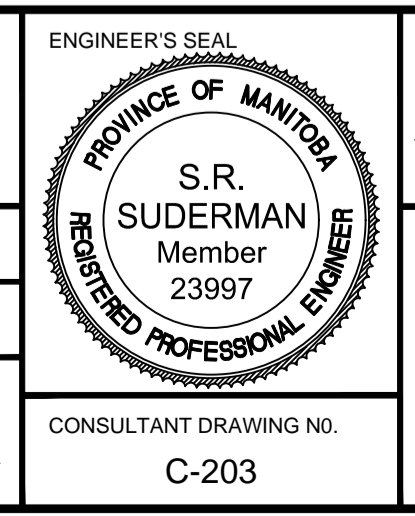 ENGINEER'S SEAL
PROVINCE OF MANITOBA
S.R.
SUDERMAN
Member
23997
REGISTERED PROFESSIONAL ENGINEER
CONSULTANT DRAWING N0.
C-203